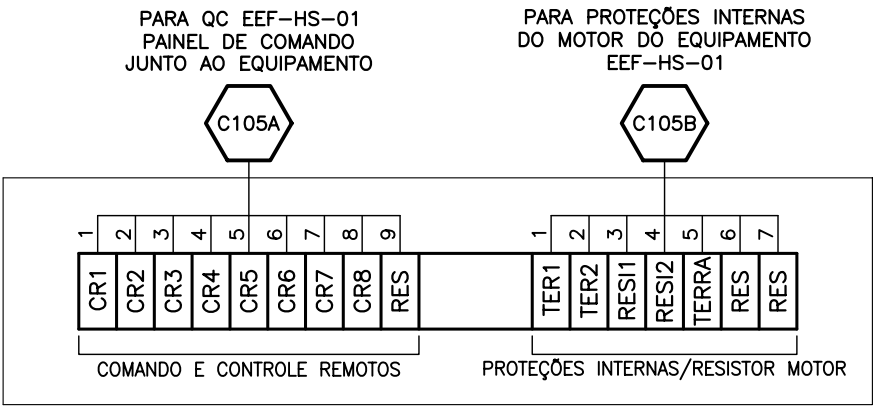 PARA QC EEF-HS-01
PAINEL DE COMANDO
JUNTO AO EQUIPAMENTO
PARA PROTEÇÕES INTERNAS
DO MOTOR DO EQUIPAMENTO
EEF-HS-01
C105A
C105B
1 2 3 4 5 6 7 8 9
1 2 3 4 5 6 7
CR1 CR2 CR3 CR4 CR5 CR6 CR7 CR8 RES
TER1 TER2 RESI1 RESI2 TERRA RES RES
COMANDO E CONTROLE REMOTOS
PROTEÇÕES INTERNAS/RESISTOR MOTOR